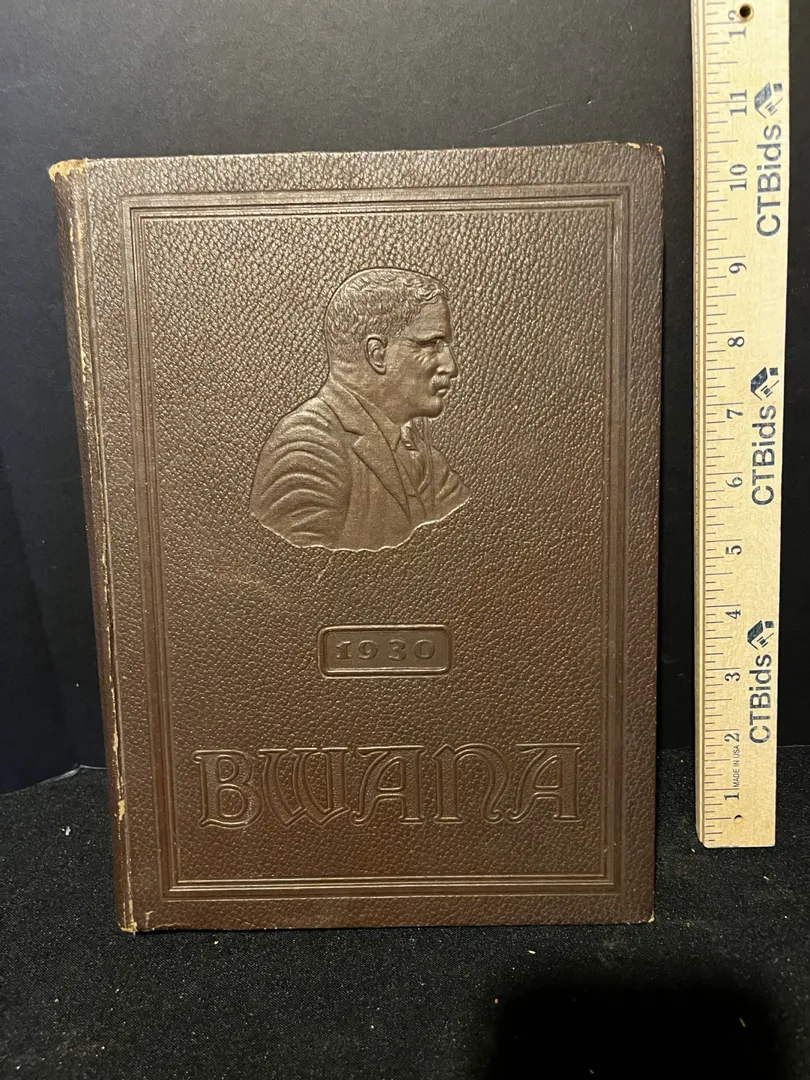 1930
BWANA
12
11
10
9
8
7
6
5
4
3
2
1
CTBids
CTBids
CTBids
MADE IN USA